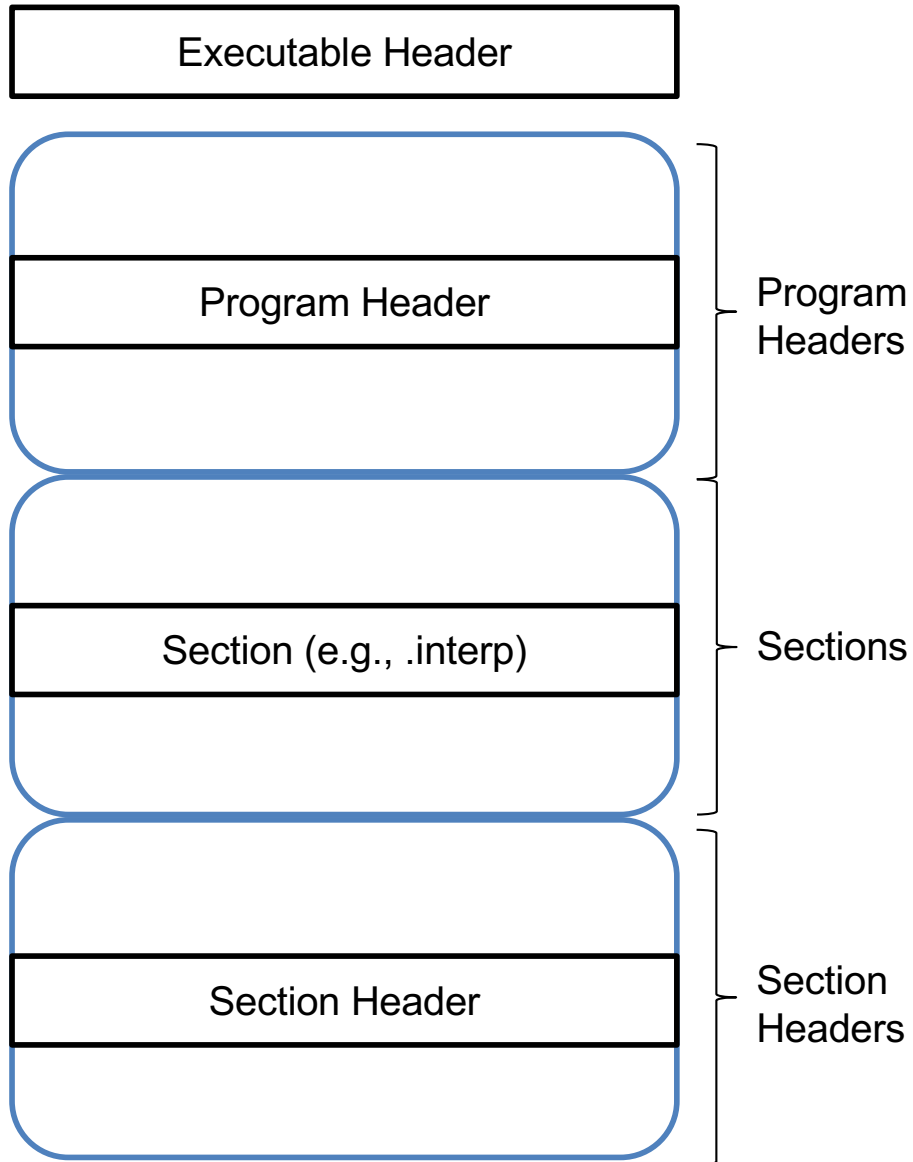 Executable Header
Program Header
Program
Headers
Section (e.g., .interp)
Sections
Section Header
Section
Headers